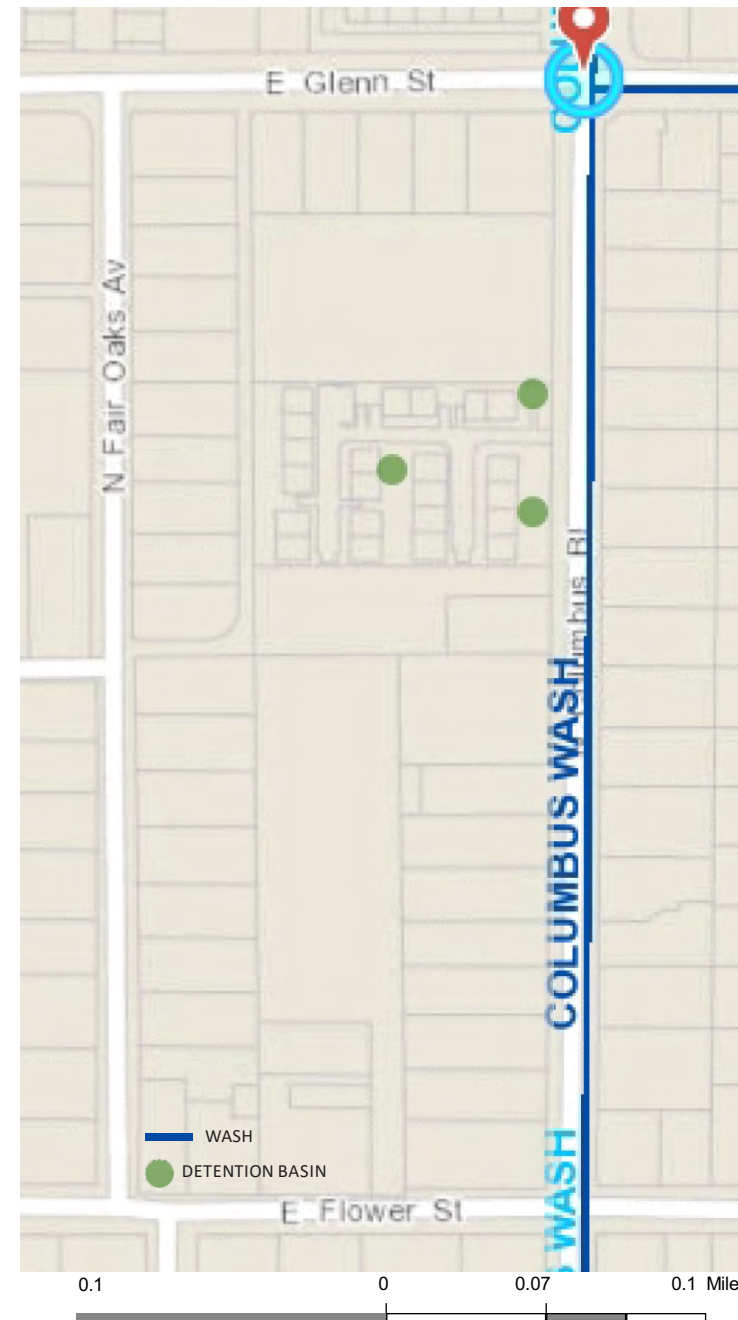 E Glenn St
N Fair Oaks Av
COLUMBUS WASH
WASH
WASH
DETENTION BASIN
E Flower St
0.1 0 0.07 0.1 Mile